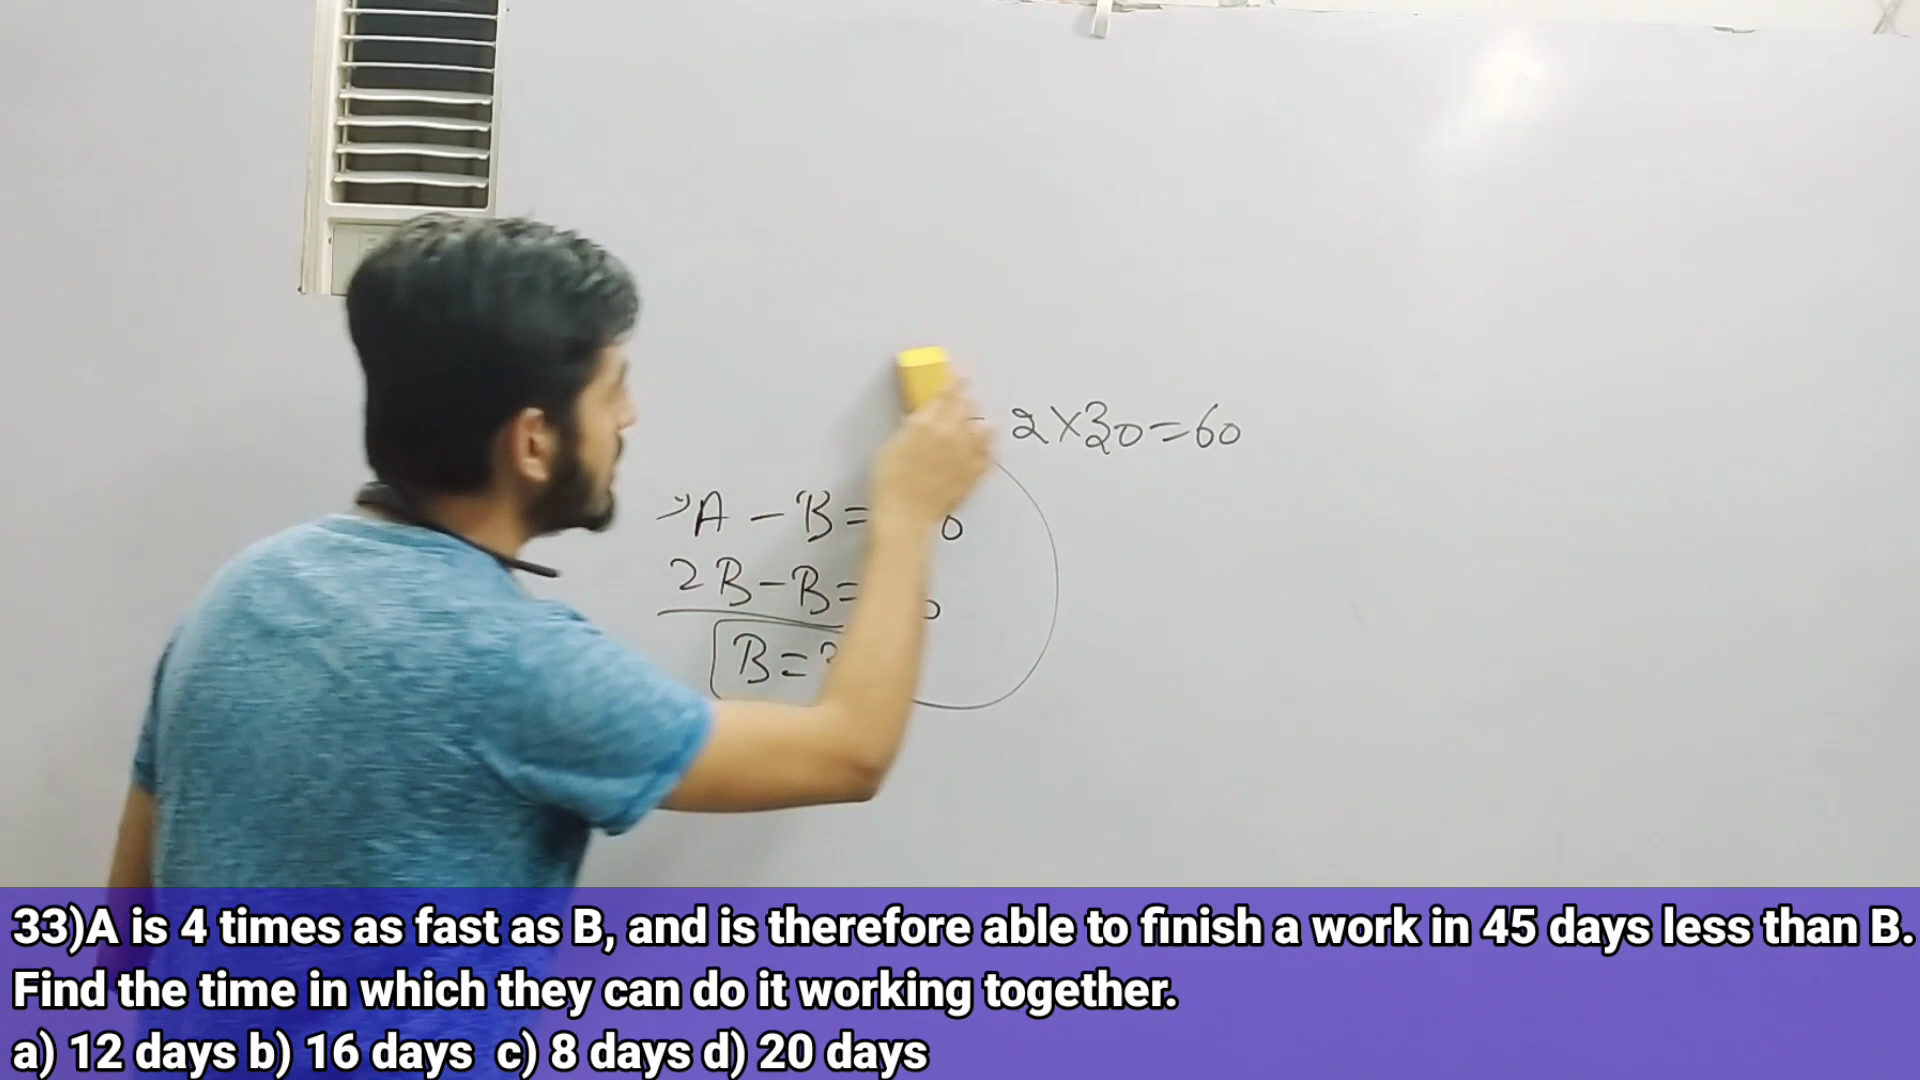 2×30=60
A - B =
2B - B =
B =
33)A is 4 times as fast as B, and is therefore able to finish a work in 45 days less than B.
Find the time in which they can do it working together.
a) 12 days b) 16 days c) 8 days d) 20 days